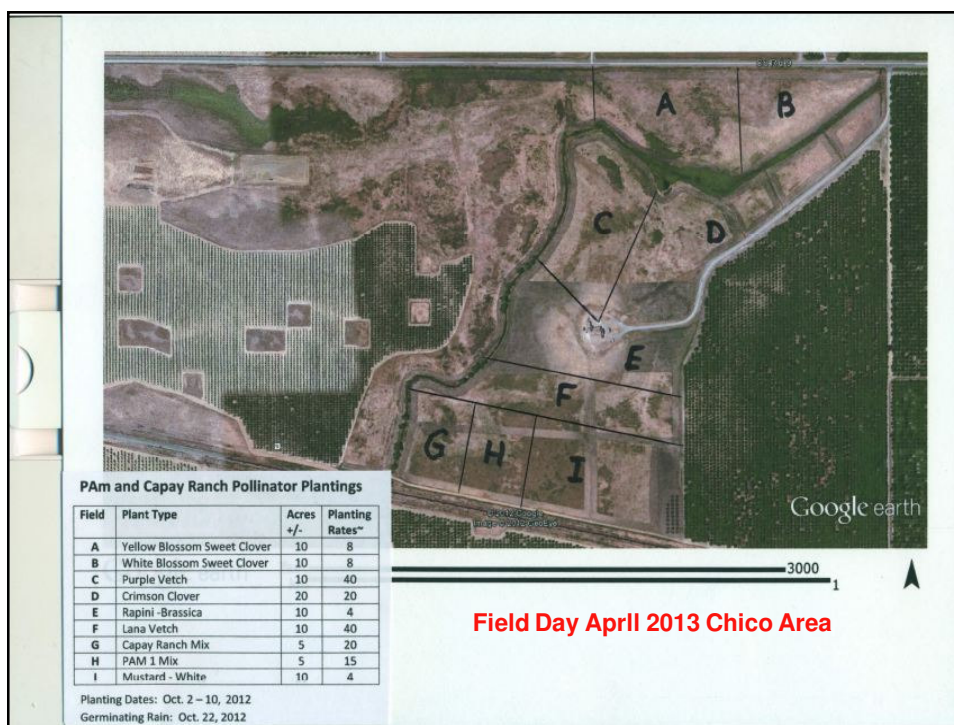 A
B
C
D
E
F
G
H
I
Google earth
PAm and Capay Ranch Pollinator Plantings
Field Plant Type Acres +/- Planting Rates~
A Yellow Blossom Sweet Clover 10 8
B White Blossom Sweet Clover 10 8
C Purple Vetch 10 40
D Crimson Clover 20 20
E Rapini -Brassica 10 4
F Lana Vetch 10 40
G Capay Ranch Mix 5 20
H PAM 1 Mix 5 15
I Mustard - White 10 4
Planting Dates: Oct. 2 – 10, 2012
Germinating Rain: Oct. 22, 2012
earth
3000
1
Field Day AprIl 2013 Chico Area